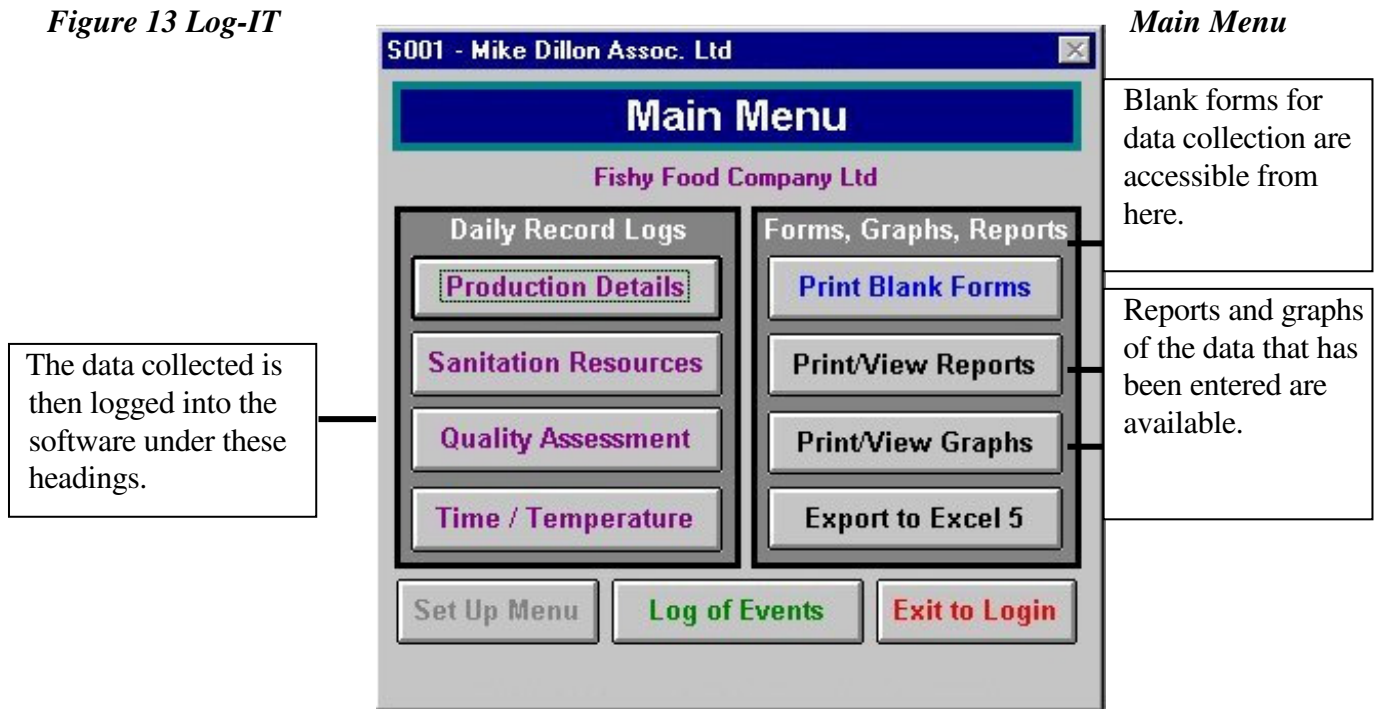 Figure 13 Log-IT
Main Menu
S001 - Mike Dillon Assoc. Ltd
Main Menu
Fishy Food Company Ltd
Daily Record Logs
Production Details
Sanitation Resources
Quality Assessment
Time / Temperature
Forms, Graphs, Reports
Print Blank Forms
Print/View Reports
Print/View Graphs
Export to Excel 5
Set Up Menu
Log of Events
Exit to Login
The data collected is
then logged into the
software under these
headings.
Blank forms for
data collection are
accessible from
here.
Reports and graphs
of the data that has
been entered are
available.